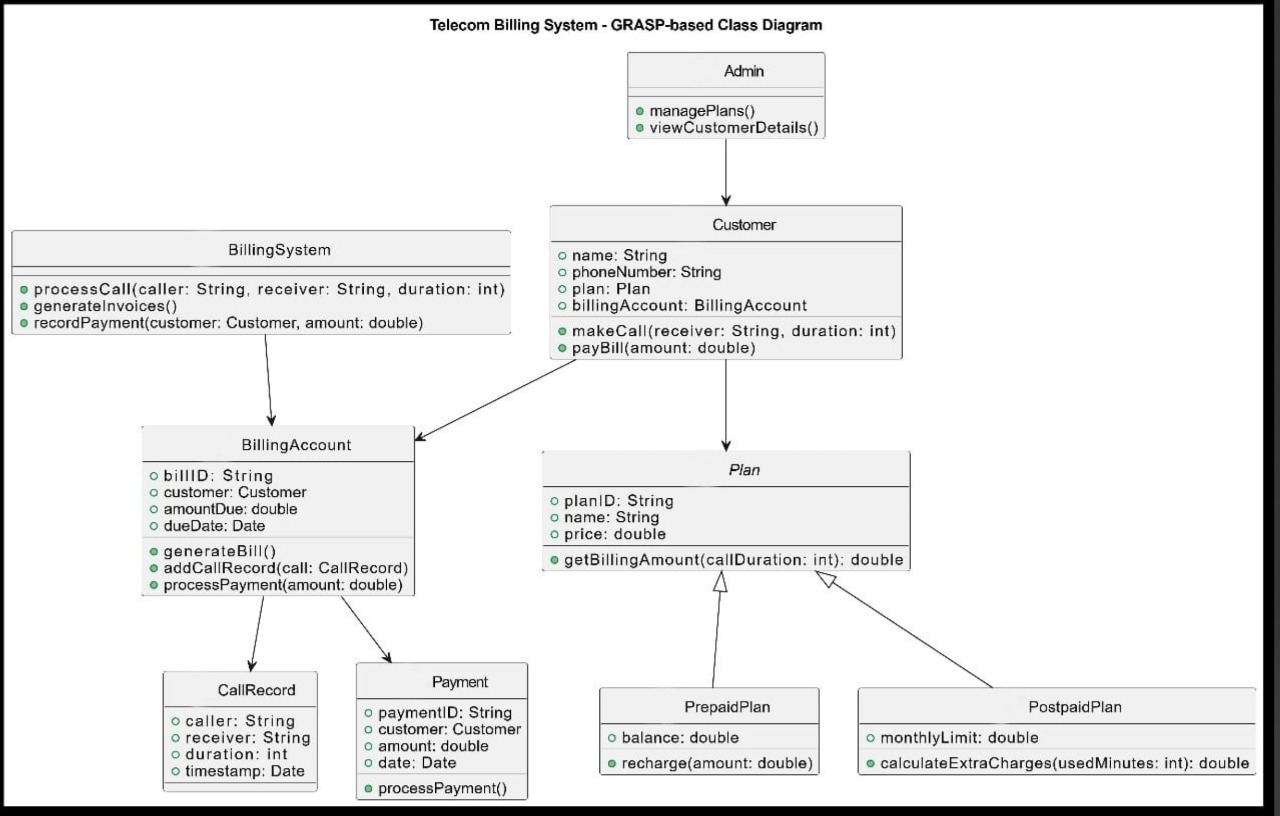 Telecom Billing System - GRASP-based Class Diagram
Admin
managePlans()
viewCustomerDetails()
Customer
name: String
phoneNumber: String
plan: Plan
billingAccount: BillingAccount
makeCall(receiver: String, duration: int)
payBill(amount: double)
BillingSystem
processCall(caller: String, receiver: String, duration: int)
generateInvoices()
recordPayment(customer: Customer, amount: double)
BillingAccount
billID: String
customer: Customer
amountDue: double
dueDate: Date
generateBill()
addCallRecord(call: CallRecord)
processPayment(amount: double)
Plan
planID: String
name: String
price: double
getBillingAmount(callDuration: int): double
CallRecord
caller: String
receiver: String
duration: int
timestamp: Date
Payment
paymentID: String
customer: Customer
amount: double
date: Date
processPayment()
PrepaidPlan
balance: double
recharge(amount: double)
PostpaidPlan
monthlyLimit: double
calculateExtraCharges(usedMinutes: int): double